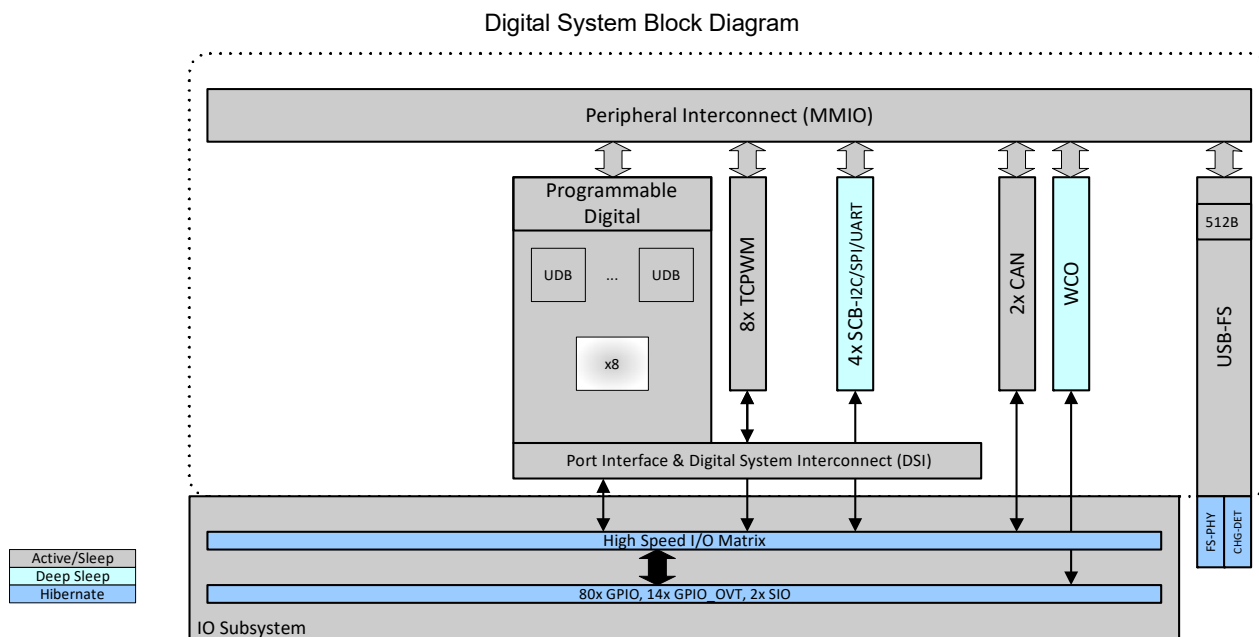 Digital System Block Diagram
Peripheral Interconnect (MMIO)
Programmable
Digital
UDB
...
UDB
x8
8x TCPWM
4x SCB-I2C/SPI/UART
2x CAN
WCO
512B
USB-FS
Port Interface & Digital System Interconnect (DSI)
FS-PHY
CHG-DET
High Speed I/O Matrix
80x GPIO, 14x GPIO_OVT, 2x SIO
IO Subsystem
Active/Sleep
Deep Sleep
Hibernate